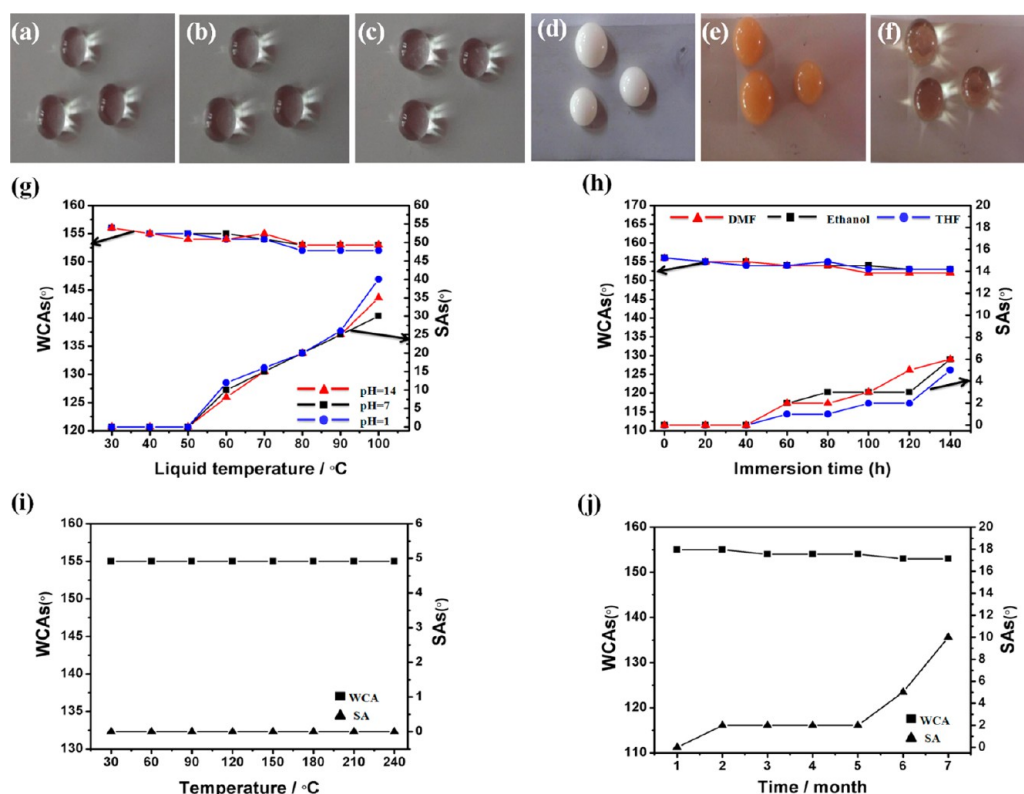 (a)
(b)
(c)
(d)
(e)
(f)
(g)
160
155
150
145
140
135
130
125
120
WCAs(°)
60
55
50
45
40
35
30
25
20
15
10
5
0
SAs(°)
pH=14
pH=7
pH=1
30 40 50 60 70 80 90 100
Liquid temperature / °C
(h)
170
165
160
155
150
145
140
135
130
125
120
115
110
WCAs(°)
DMF Ethanol THF
20
18
16
14
12
10
8
6
4
2
0
SAs(°)
0 20 40 60 80 100 120 140
Immersion time (h)
(i)
160
155
150
145
140
135
130
WCAs(°)
6
5
4
3
2
1
0
SAs(°)
WCA
SA
30 60 90 120 150 180 210 240
Temperature / °C
(j)
160
150
140
130
120
110
WCAs(°)
20
18
16
14
12
10
8
6
4
2
0
SAs(°)
WCA
SA
1 2 3 4 5 6 7
Time / month